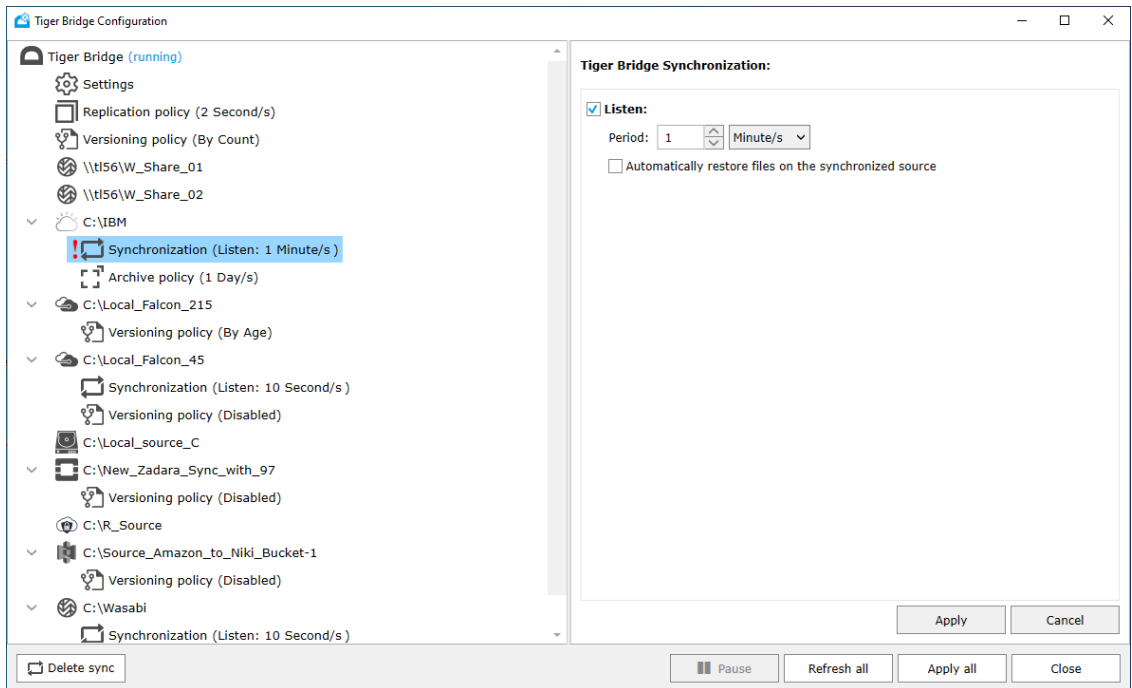 Tiger Bridge Configuration
Tiger Bridge (running)
Settings
Replication policy (2 Second/s)
Versioning policy (By Count)
\\tl56\W_Share_01
\\tl56\W_Share_02
C:\IBM
Synchronization (Listen: 1 Minute/s )
Archive policy (1 Day/s)
C:\Local_Falcon_215
Versioning policy (By Age)
C:\Local_Falcon_45
Synchronization (Listen: 10 Second/s )
Versioning policy (Disabled)
C:\Local_source_C
C:\New_Zadara_Sync_with_97
Versioning policy (Disabled)
C:\R_Source
C:\Source_Amazon_to_Niki_Bucket-1
Versioning policy (Disabled)
C:\Wasabi
Synchronization (Listen: 10 Second/s )
Tiger Bridge Synchronization:
Listen:
Period: 1 Minute/s
Automatically restore files on the synchronized source
Apply Cancel
Delete sync Pause Refresh all Apply all Close